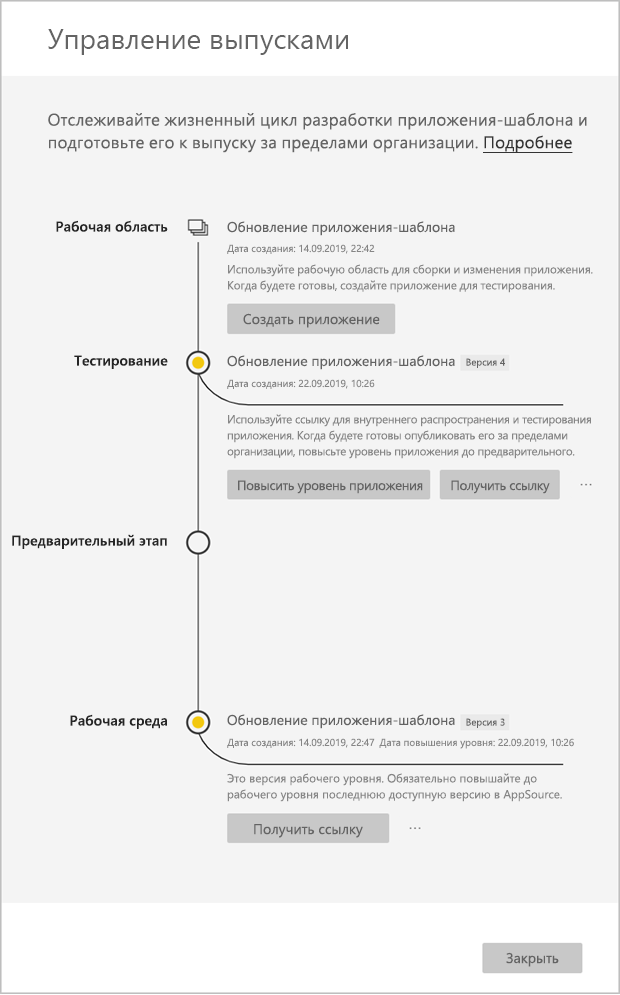 Управление выпусками
Отслеживайте жизненный цикл разработки приложения-шаблона и
подготовьте его к выпуску за пределами организации. Подробнее
Рабочая область
Обновление приложения-шаблона
Дата создания: 14.09.2019, 22:42
Используйте рабочую область для сборки и изменения приложения.
Когда будете готовы, создайте приложение для тестирования.
Создать приложение
Тестирование
Обновление приложения-шаблона Версия 4
Дата создания: 22.09.2019, 10:26
Используйте ссылку для внутреннего распространения и тестирования
приложения. Когда будете готовы опубликовать его за пределами
организации, повысьте уровень приложения до предварительного.
Повысить уровень приложения Получить ссылку ...
Предварительный этап
Рабочая среда
Обновление приложения-шаблона Версия 3
Дата создания: 14.09.2019, 22:47 Дата повышения уровня: 22.09.2019, 10:26
Это версия рабочего уровня. Обязательно повышайте до
рабочего уровня последнюю доступную версию в AppSource.
Получить ссылку ...
Закрыть